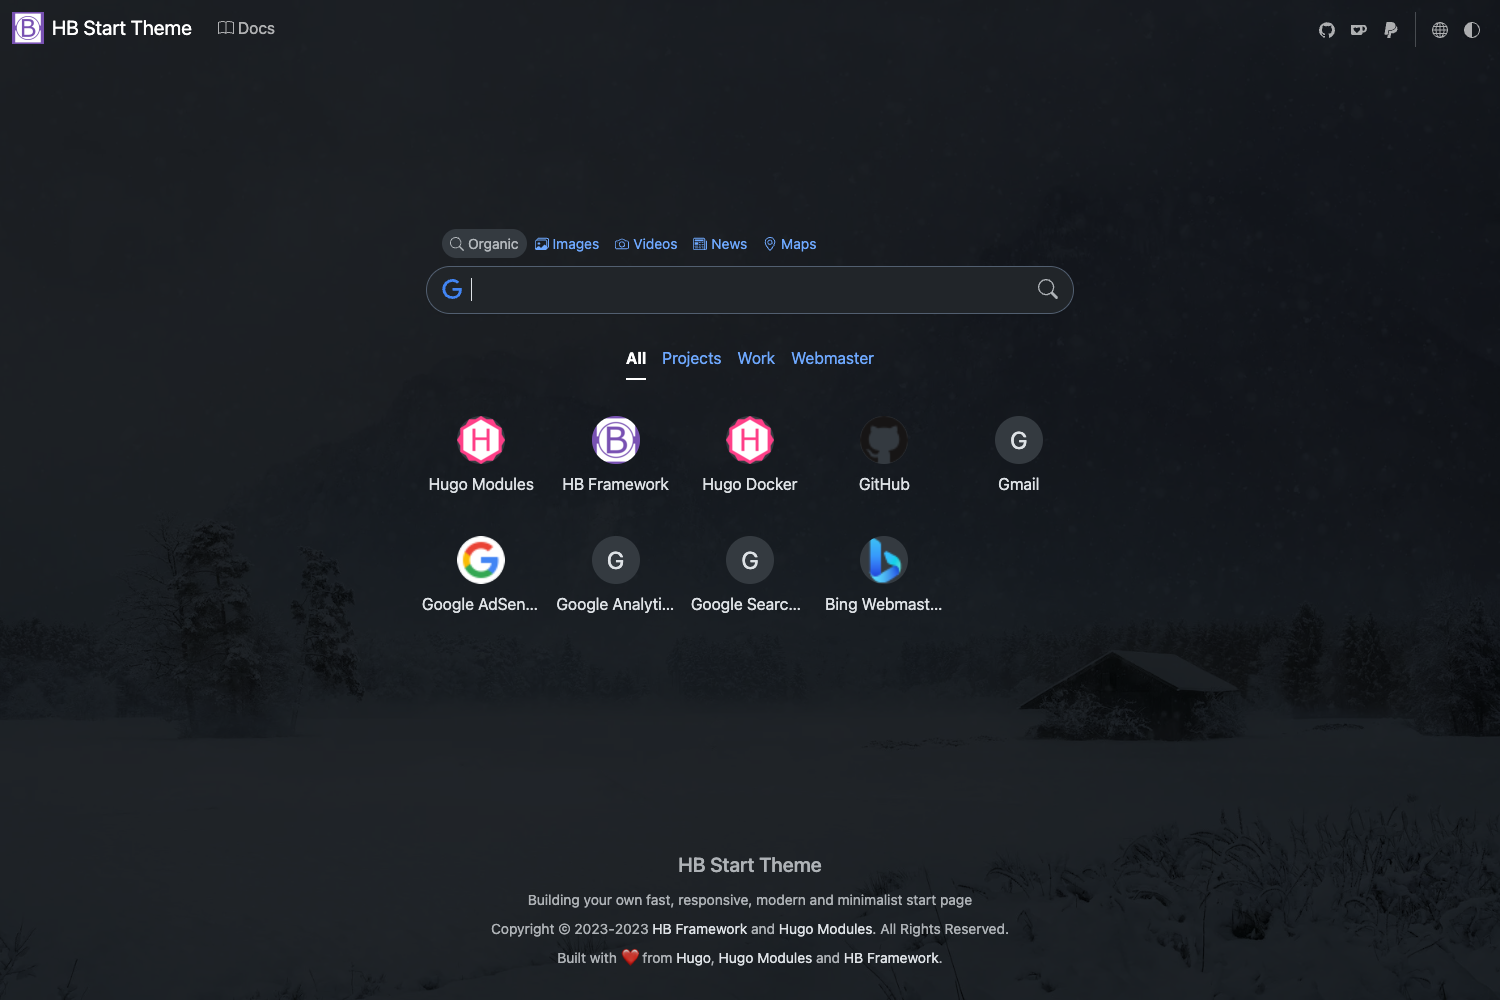 HB Start Theme Docs
Organic Images Videos News Maps
All Projects Work Webmaster
Hugo Modules HB Framework Hugo Docker GitHub G Gmail
Google AdSen... G Google Analyti... G Google Searc... Bing Webmast...
HB Start Theme
Building your own fast, responsive, modern and minimalist start page
Copyright © 2023-2023 HB Framework and Hugo Modules. All Rights Reserved.
Built with ❤️ from Hugo, Hugo Modules and HB Framework.